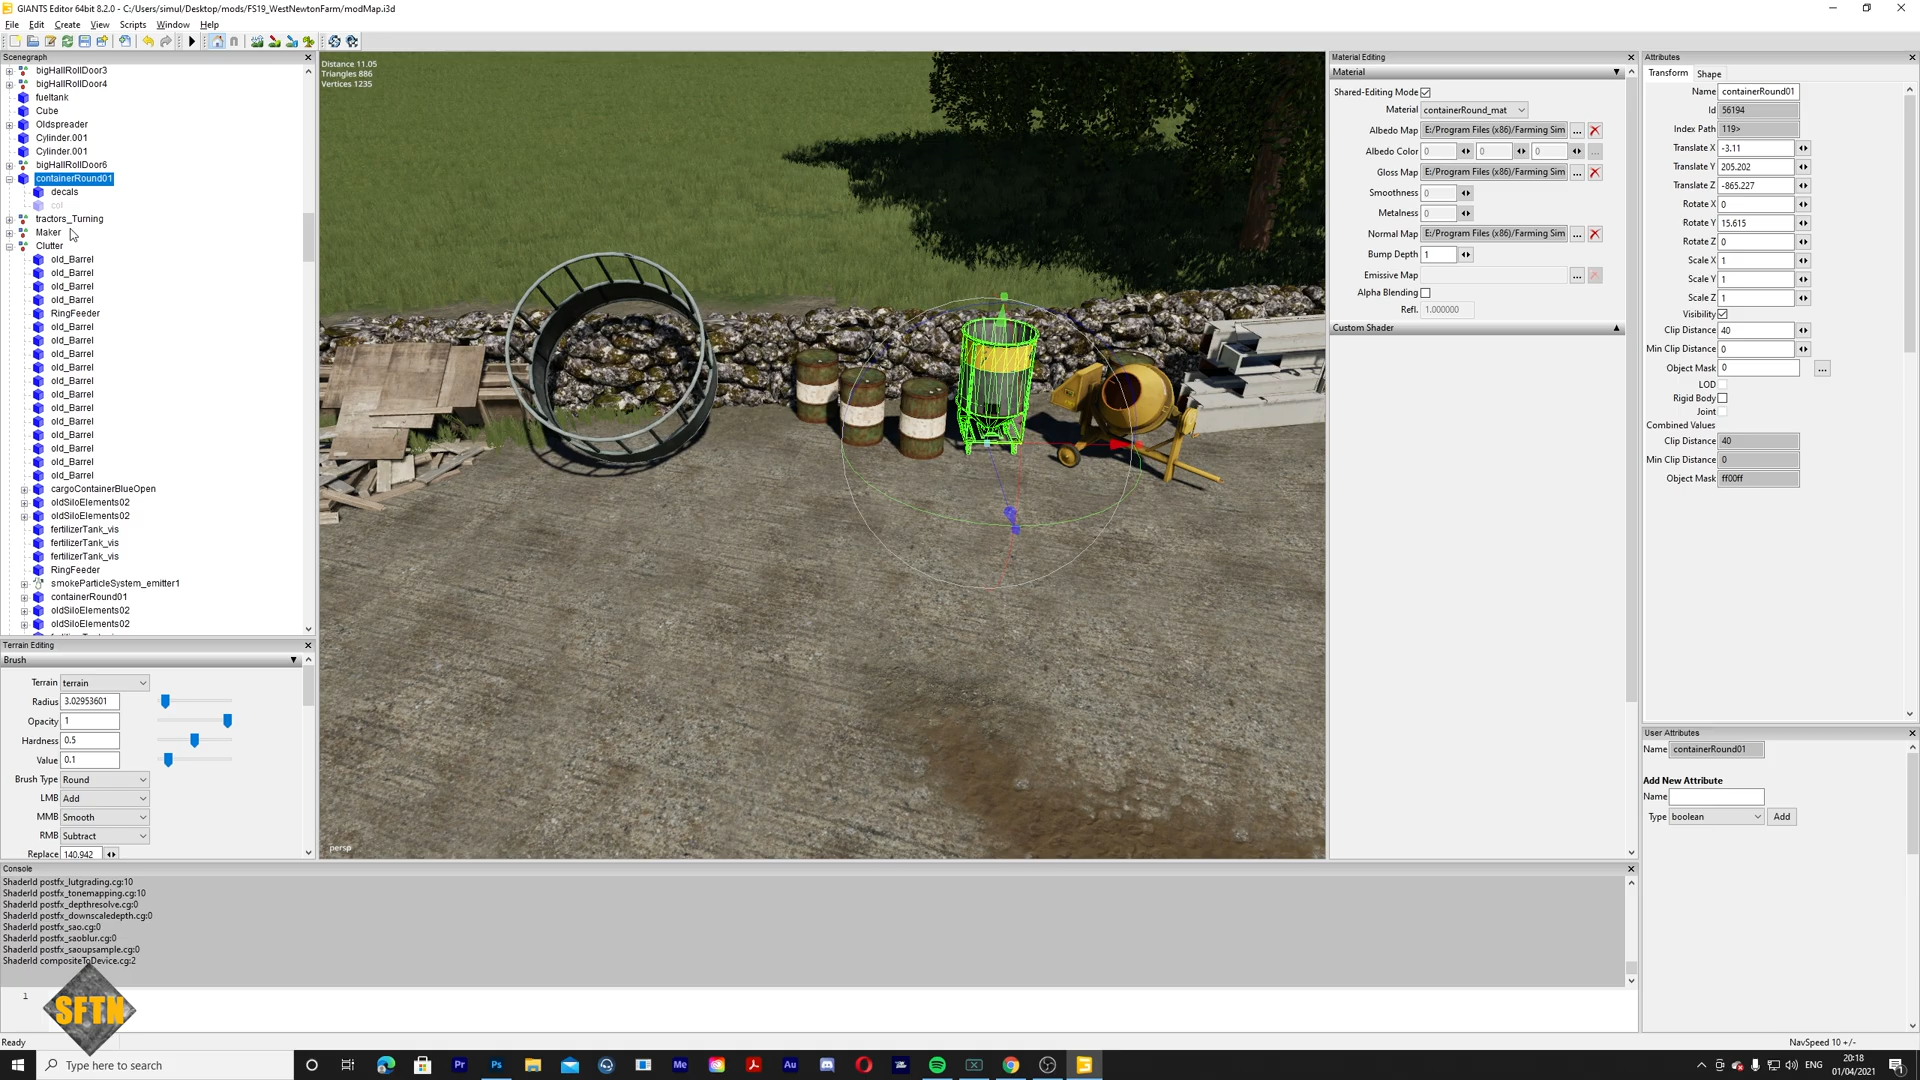 GIANTS Editor 64bit 8.2.0 - C:/Users/simul/Desktop/mods/FS19_WestNewtonFarm/modMap.i3d
File Edit Create View Scripts Window Help
Scenegraph
bigHallRollDoor3
bigHallRollDoor4
fueltank
Cube
Oldspreader
Cylinder.001
Cylinder.001
bigHallRollDoor6
containerRound01
decals
col
tractors_Turning
Maker
Clutter
old_Barrel
old_Barrel
old_Barrel
old_Barrel
RingFeeder
old_Barrel
old_Barrel
old_Barrel
old_Barrel
old_Barrel
old_Barrel
old_Barrel
old_Barrel
old_Barrel
old_Barrel
old_Barrel
old_Barrel
cargoContainerBlueOpen
oldSiloElements02
oldSiloElements02
fertilizerTank_vis
fertilizerTank_vis
fertilizerTank_vis
RingFeeder
smokeParticleSystem_emitter1
containerRound01
oldSiloElements02
oldSiloElements02
Terrain Editing
Brush
Terrain terrain
Radius 3.02953601
Opacity 1
Hardness 0.5
Value 0.1
Brush Type Round
LMB Add
MMB Smooth
RMB Subtract
Replace 140.942
Distance 11.05
Triangles 886
Vertices 1235
persp
Material Editing
Material
Shared-Editing Mode
Material containerRound_mat
Albedo Map E:/Program Files (x86)/Farming Sim ...
Albedo Color 0 0 0 ...
Gloss Map E:/Program Files (x86)/Farming Sim ...
Smoothness 0
Metalness 0
Normal Map E:/Program Files (x86)/Farming Sim ...
Bump Depth 1
Emissive Map ...
Alpha Blending
Refl. 1.000000
Custom Shader
Attributes
Transform Shape
Name containerRound01
Id 56194
Index Path 119>
Translate X -3.11
Translate Y 205.202
Translate Z -865.227
Rotate X 0
Rotate Y 15.615
Rotate Z 0
Scale X 1
Scale Y 1
Scale Z 1
Visibility
Clip Distance 40
Min Clip Distance 0
Object Mask 0 ...
LOD
Rigid Body
Joint
Combined Values
Clip Distance 40
Min Clip Distance 0
Object Mask ff00ff
User Attributes
Name containerRound01
Add New Attribute
Name
Type boolean Add
Console
ShaderId postfx_lutgrading.cg:10
ShaderId postfx_tonemapping.cg:10
ShaderId postfx_depthresolve.cg:0
ShaderId postfx_downscaledepth.cg:0
ShaderId postfx_sao.cg:0
ShaderId postfx_saoblur.cg:0
ShaderId postfx_saoupsample.cg:0
ShaderId compositeToDevice.cg:2
1
SFTN
Ready
NavSpeed 10 +/-
Type here to search
Pr Ps Me Au
ENG
20:18
01/04/2021